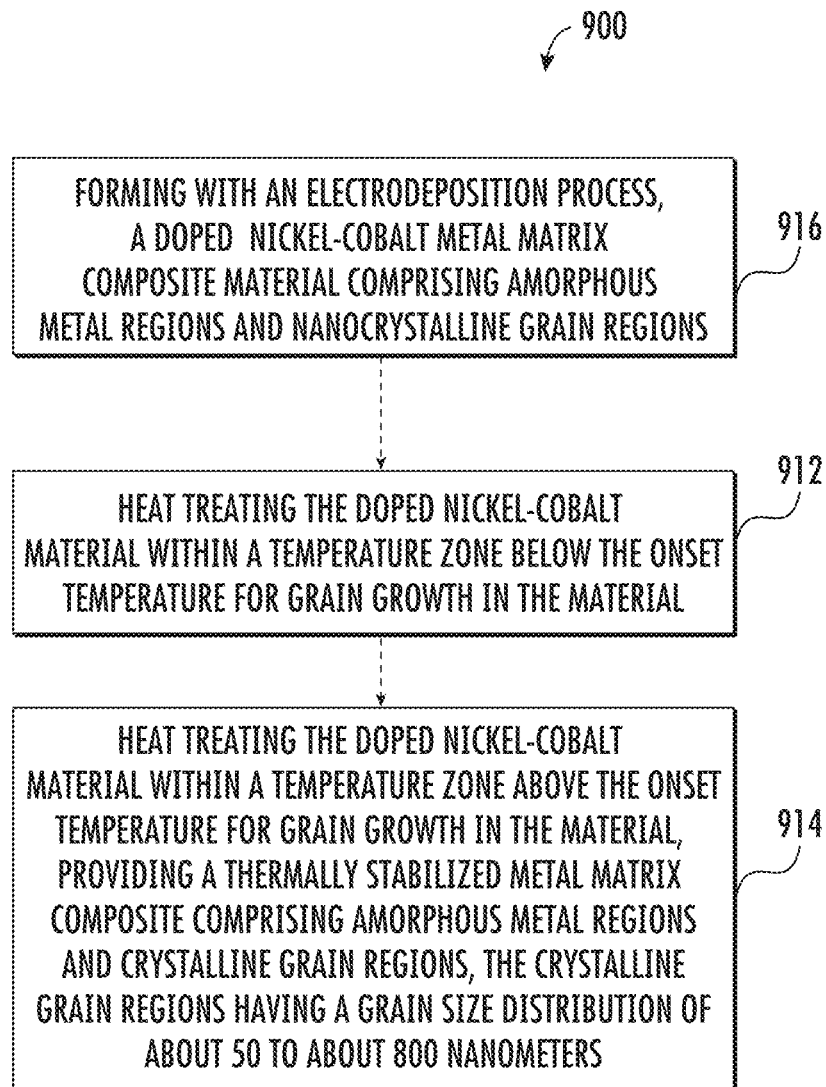 900
FORMING WITH AN ELECTRODEPOSITION PROCESS,
A DOPED NICKEL-COBALT METAL MATRIX
COMPOSITE MATERIAL COMPRISING AMORPHOUS
METAL REGIONS AND NANOCRYSTALLINE GRAIN REGIONS
916
HEAT TREATING THE DOPED NICKEL-COBALT
MATERIAL WITHIN A TEMPERATURE ZONE BELOW THE ONSET
TEMPERATURE FOR GRAIN GROWTH IN THE MATERIAL
912
HEAT TREATING THE DOPED NICKEL-COBALT
MATERIAL WITHIN A TEMPERATURE ZONE ABOVE THE ONSET
TEMPERATURE FOR GRAIN GROWTH IN THE MATERIAL,
PROVIDING A THERMALLY STABILIZED METAL MATRIX
COMPOSITE COMPRISING AMORPHOUS METAL REGIONS
AND CRYSTALLINE GRAIN REGIONS, THE CRYSTALLINE
GRAIN REGIONS HAVING A GRAIN SIZE DISTRIBUTION OF
ABOUT 50 TO ABOUT 800 NANOMETERS
914